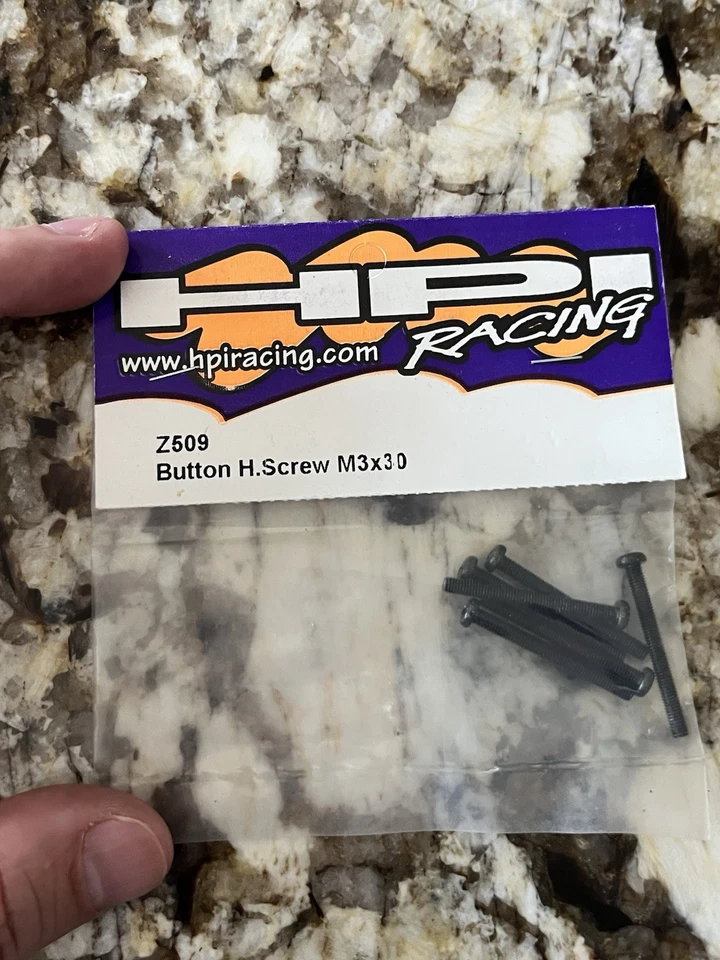 HPI
RACING
www.hpiracing.com
Z509
Button H.Screw M3x30